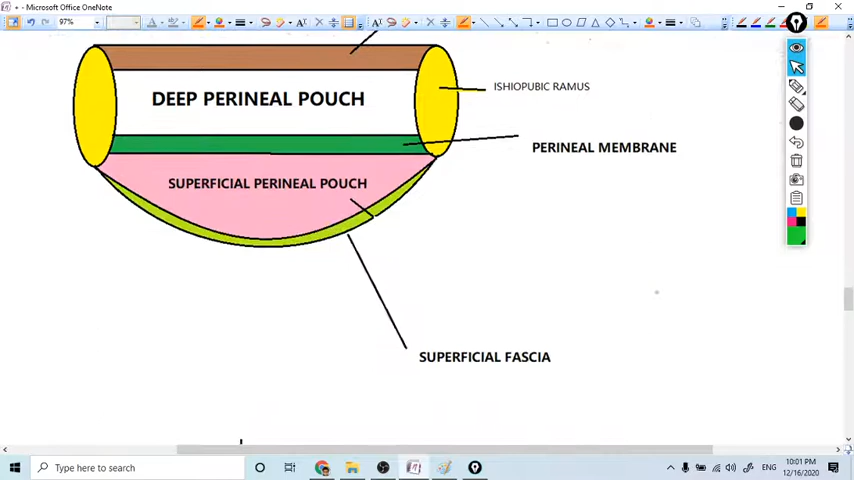 + - Microsoft Office OneNote
97%
DEEP PERINEAL POUCH
ISHIOPUBIC RAMUS
PERINEAL MEMBRANE
SUPERFICIAL PERINEAL POUCH
SUPERFICIAL FASCIA
Type here to search
ENG
10:01 PM
12/16/2020